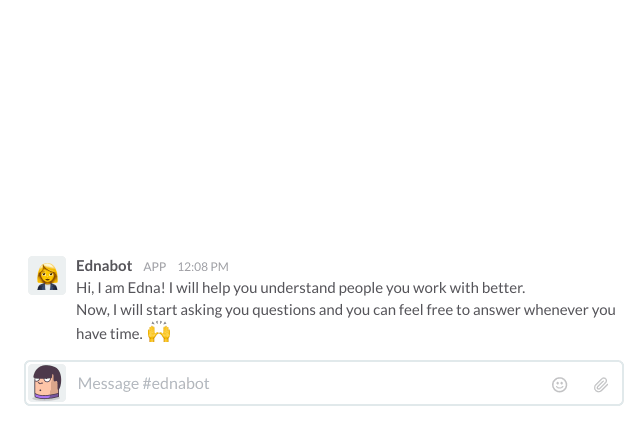 Ednabot APP 12:08 PM
Hi, I am Edna! I will help you understand people you work with better.
Now, I will start asking you questions and you can feel free to answer whenever you
have time. 🙌
Message #ednabot